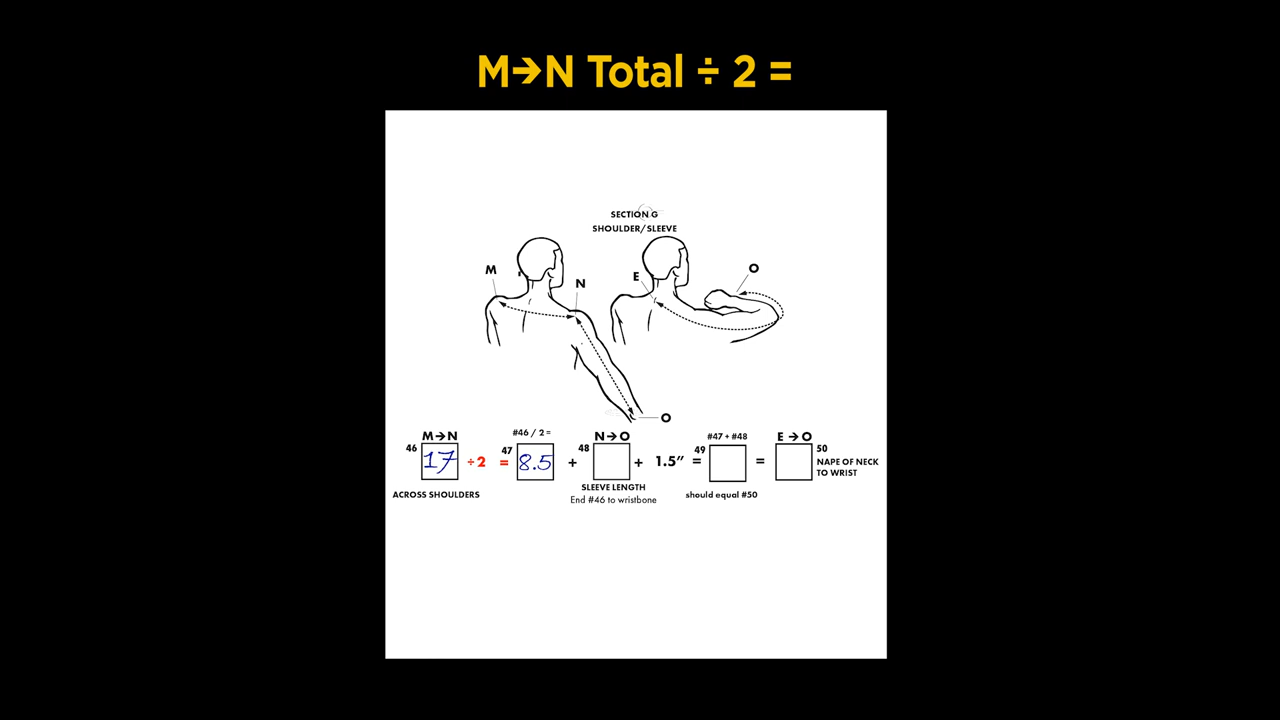 M→N Total ÷ 2 =
SECTION G
SHOULDER/SLEEVE
M
N
E
O
O
46 M→N 17 ÷2 =
ACROSS SHOULDERS
#46 / 2 =
47 8.5 +
N→O
48
SLEEVE LENGTH
End #46 to wristbone
+ 1.5″ =
#47 + #48
49
should equal #50
=
E → O
50
NAPE OF NECK
TO WRIST